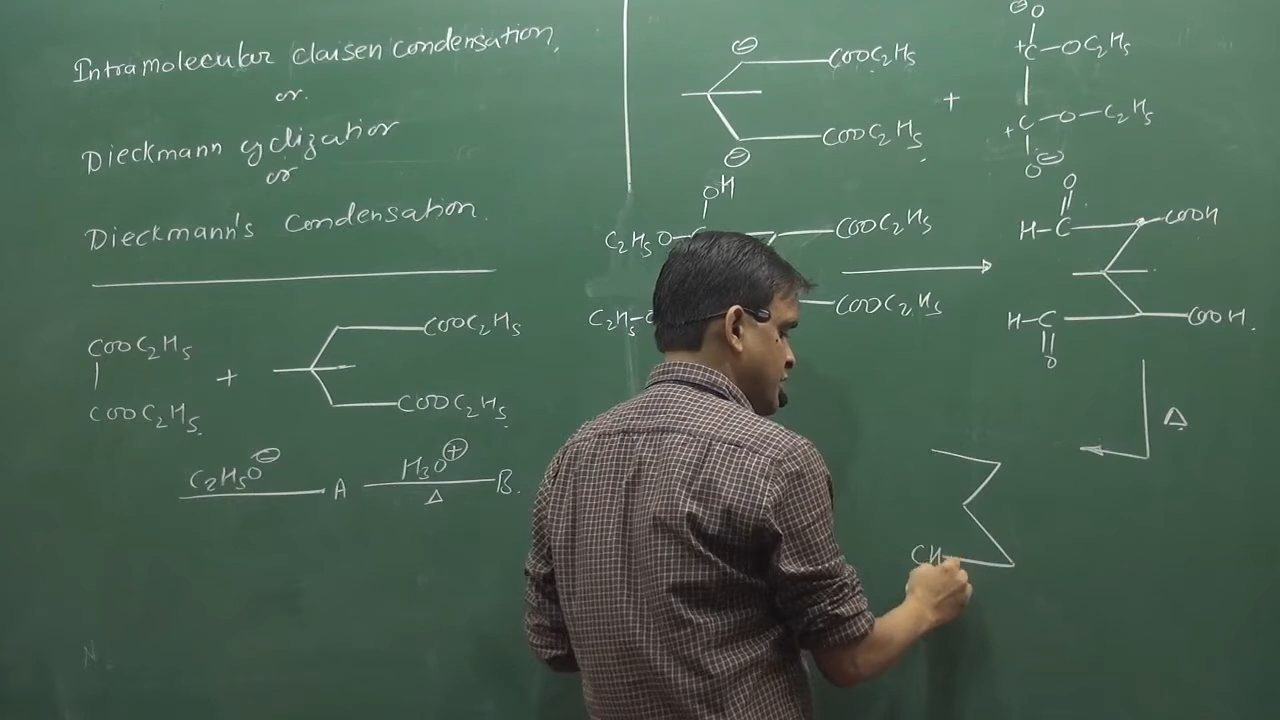 Intramolecular clausen condensation,
or.
Dieckmann cyclization
or
Dieckmann's Condensation.
COOC2H5
COOC2H5.
+
COOC2H5
COOC2H5
C2H5O⊖ A H3O⊕ B.
Δ
N.
⊖
COOC2H5
COOC2H5.
⊖
+
⊖O
+C-OC2H5
+C-O-C2H5
O⊖
OH
C2H5O-C
COOC2H5
C2H5-O
COOC2H5
O
H-C
COOH
H-C
COOH.
O
Δ
CH